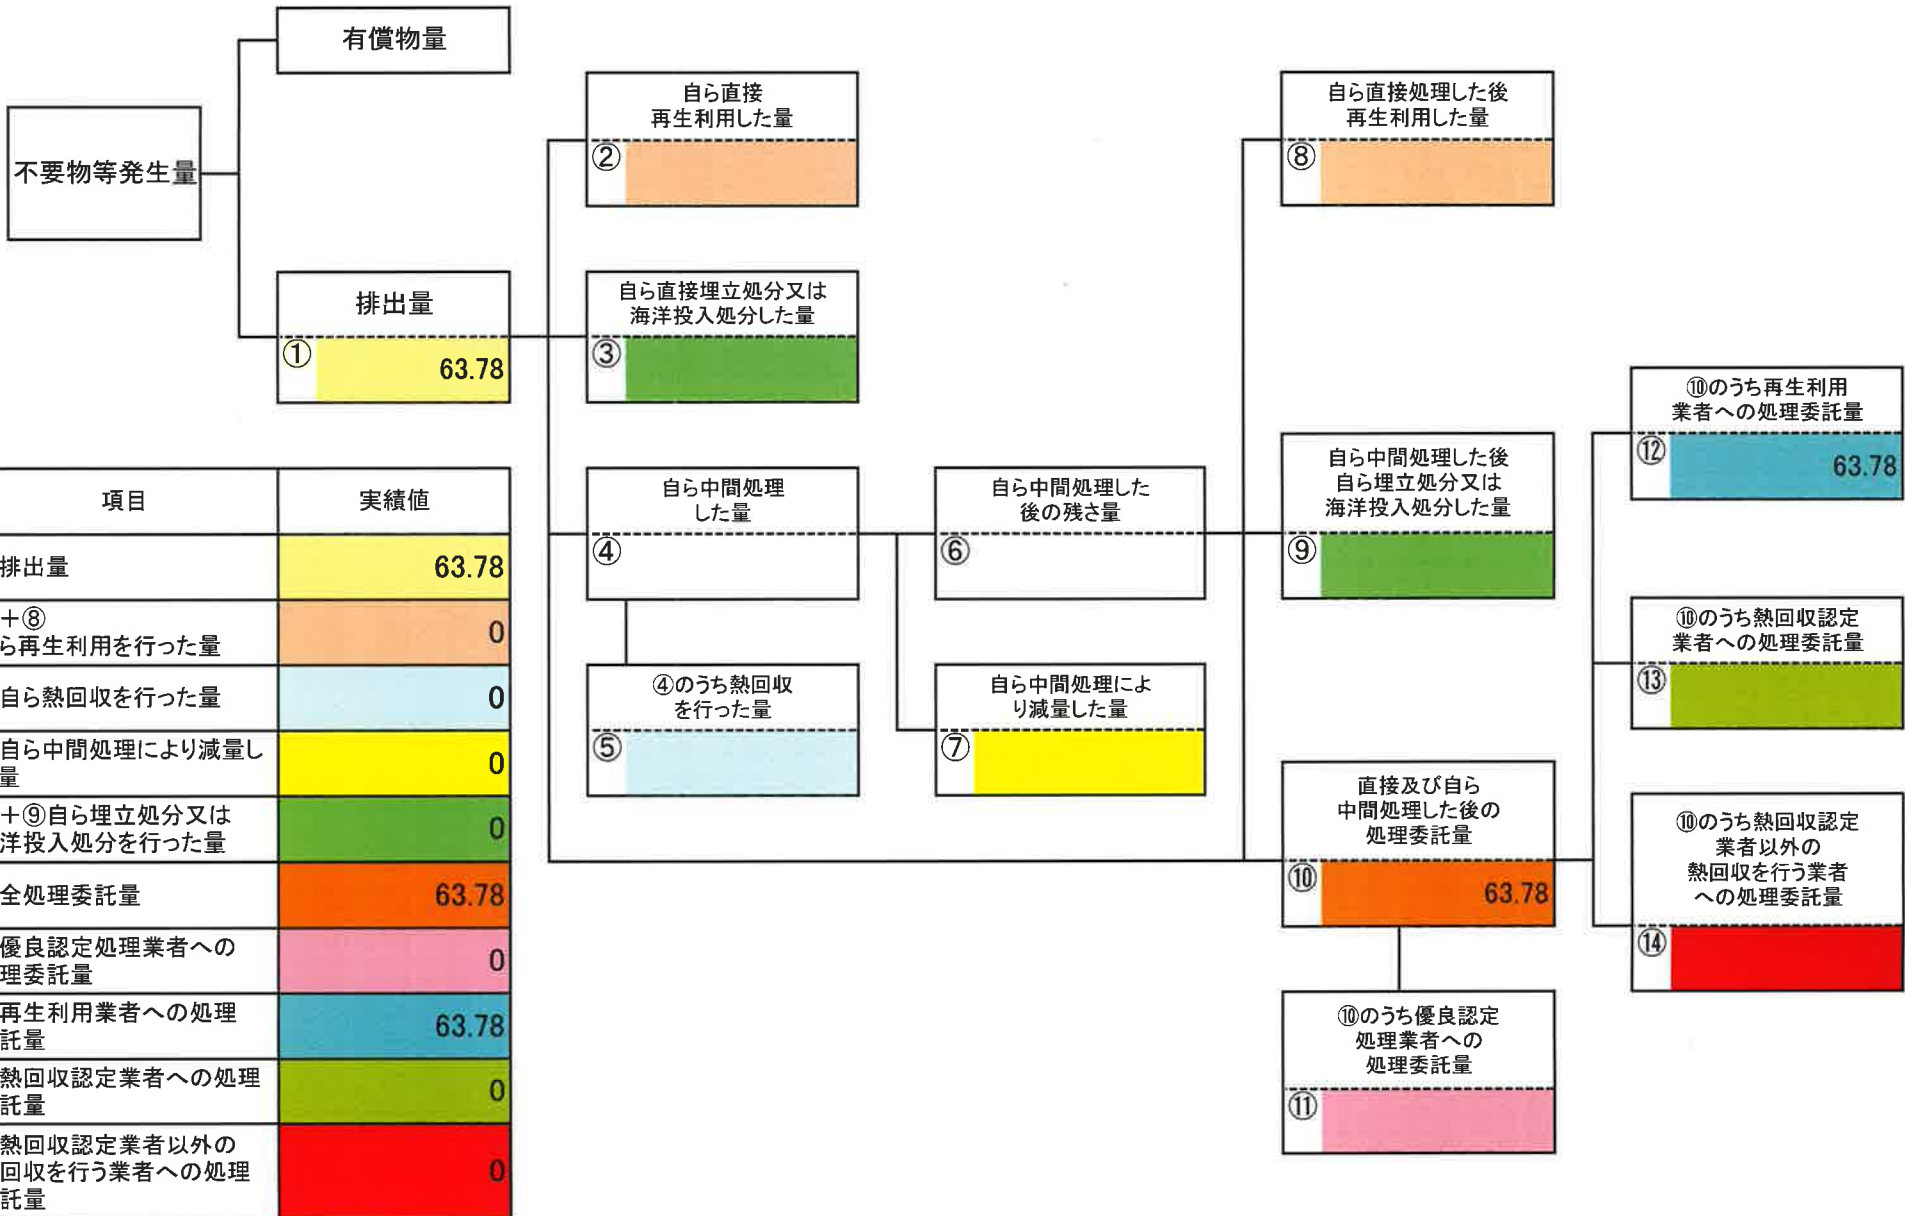 有償物量
不要物等発生量
排出量
①
63.78
自ら直接
再生利用した量
②
自ら直接埋立処分又は
海洋投入処分した量
③
自ら中間処理
した量
④
④のうち熱回収
を行った量
⑤
自ら中間処理した
後の残さ量
⑥
自ら中間処理によ
り減量した量
⑦
自ら直接処理した後
再生利用した量
⑧
自ら中間処理した後
自ら埋立処分又は
海洋投入処分した量
⑨
直接及び自ら
中間処理した後の
処理委託量
⑩
63.78
⑩のうち優良認定
処理業者への
処理委託量
⑪
⑩のうち再生利用
業者への処理委託量
⑫
63.78
⑩のうち熱回収認定
業者への処理委託量
⑬
⑩のうち熱回収認定
業者以外の
熱回収を行う業者
への処理委託量
⑭
項目
実績値
排出量
63.78
＋⑧
ら再生利用を行った量
0
自ら熱回収を行った量
0
自ら中間処理により減量し
量
0
＋⑨自ら埋立処分又は
洋投入処分を行った量
0
全処理委託量
63.78
優良認定処理業者への
理委託量
0
再生利用業者への処理
託量
63.78
熱回収認定業者への処理
託量
0
熱回収認定業者以外の
回収を行う業者への処理
託量
0